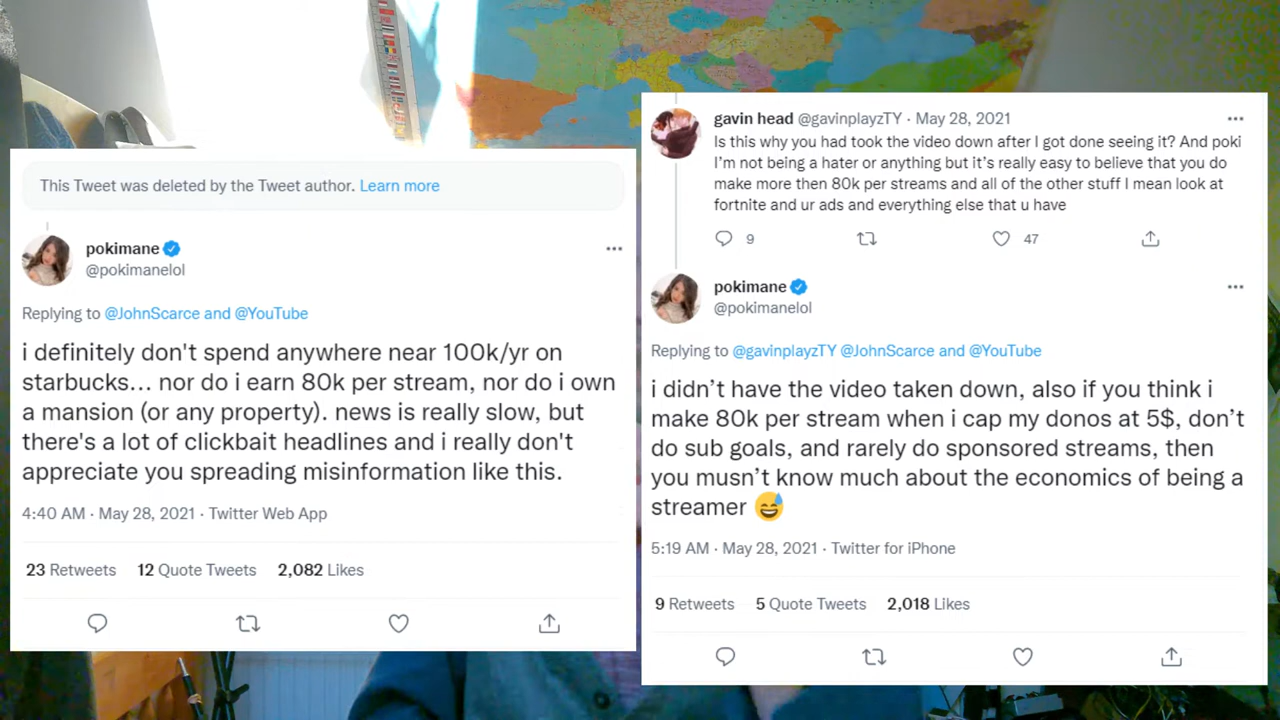 This Tweet was deleted by the Tweet author. Learn more
pokimane
@pokimanelol
Replying to @JohnScarce and @YouTube
i definitely don't spend anywhere near 100k/yr on
starbucks... nor do i earn 80k per stream, nor do i own
a mansion (or any property). news is really slow, but
there's a lot of clickbait headlines and i really don't
appreciate you spreading misinformation like this.
4:40 AM · May 28, 2021 · Twitter Web App
23 Retweets 12 Quote Tweets 2,082 Likes
gavin head @gavinplayzTY · May 28, 2021
Is this why you had took the video down after I got done seeing it? And poki
I'm not being a hater or anything but it's really easy to believe that you do
make more then 80k per streams and all of the other stuff I mean look at
fortnite and ur ads and everything else that u have
9 47
pokimane
@pokimanelol
Replying to @gavinplayzTY @JohnScarce and @YouTube
i didn’t have the video taken down, also if you think i
make 80k per stream when i cap my donos at 5$, don’t
do sub goals, and rarely do sponsored streams, then
you musn’t know much about the economics of being a
streamer 😅
5:19 AM · May 28, 2021 · Twitter for iPhone
9 Retweets 5 Quote Tweets 2,018 Likes